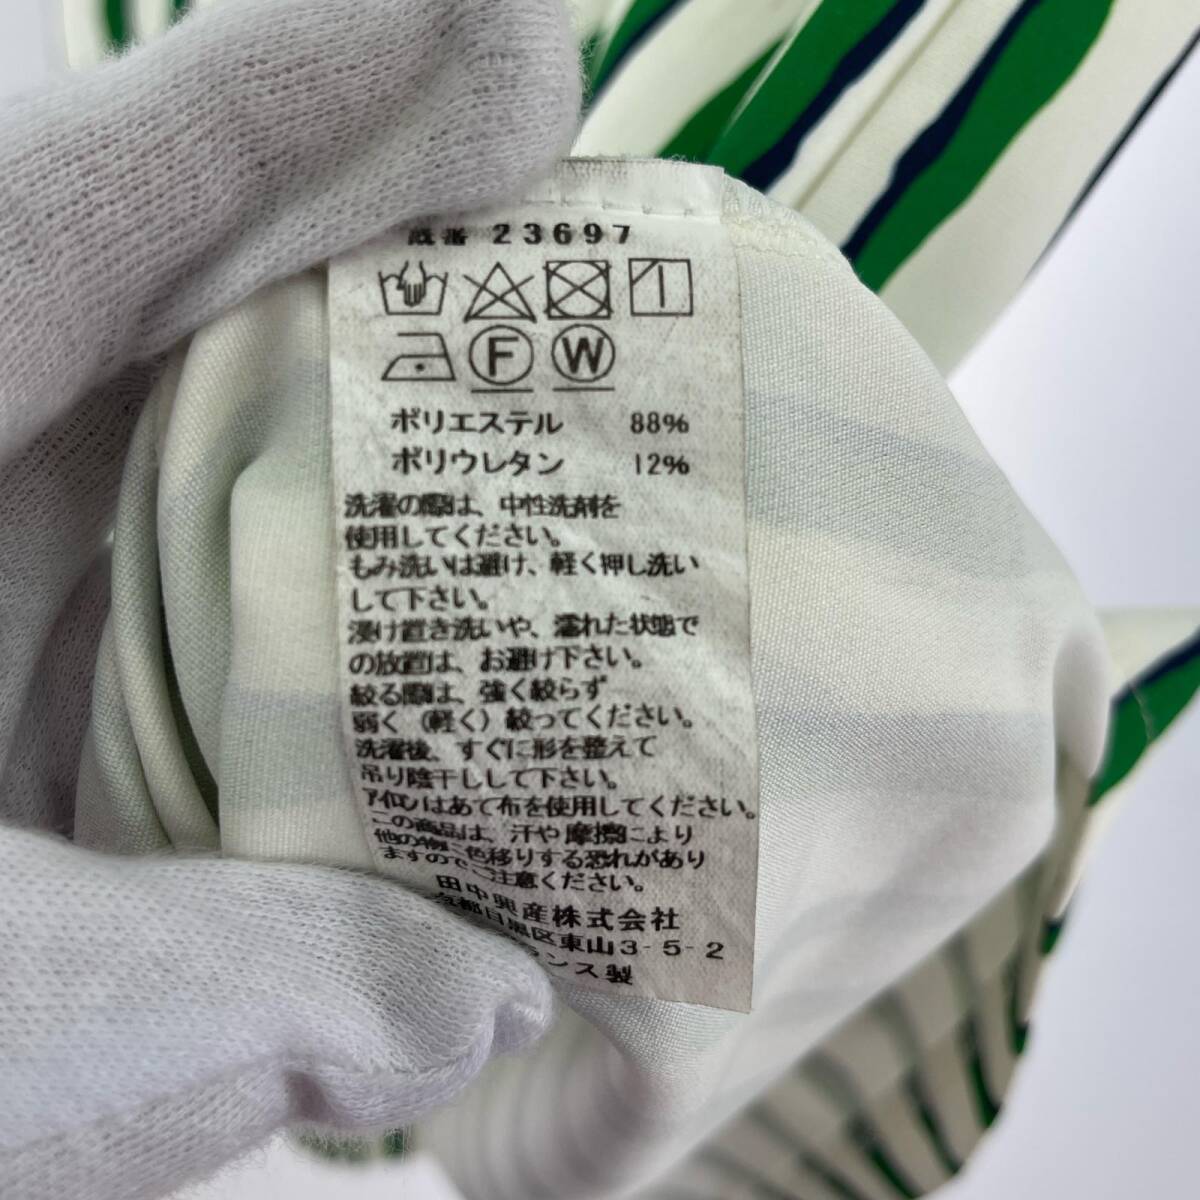 蔵番 23697
F W
ポリエステル 88%
ポリウレタン 12%
洗濯の際は、中性洗剤を
使用してください。
もみ洗いは避け、軽く押し洗い
して下さい。
浸け置き洗いや、濡れた状態で
の放置は、お避け下さい。
絞る際は、強く絞らず
弱く（軽く）絞ってください。
洗濯後、すぐに形を整えて
吊り陰干しして下さい。
アイロンはあて布を使用してください。
この商品は、汗や摩擦により
他の物に色移りする恐れがあり
ますのでご注意ください。
田中興産株式会社
京都目黒区東山3-5-2
ランス製